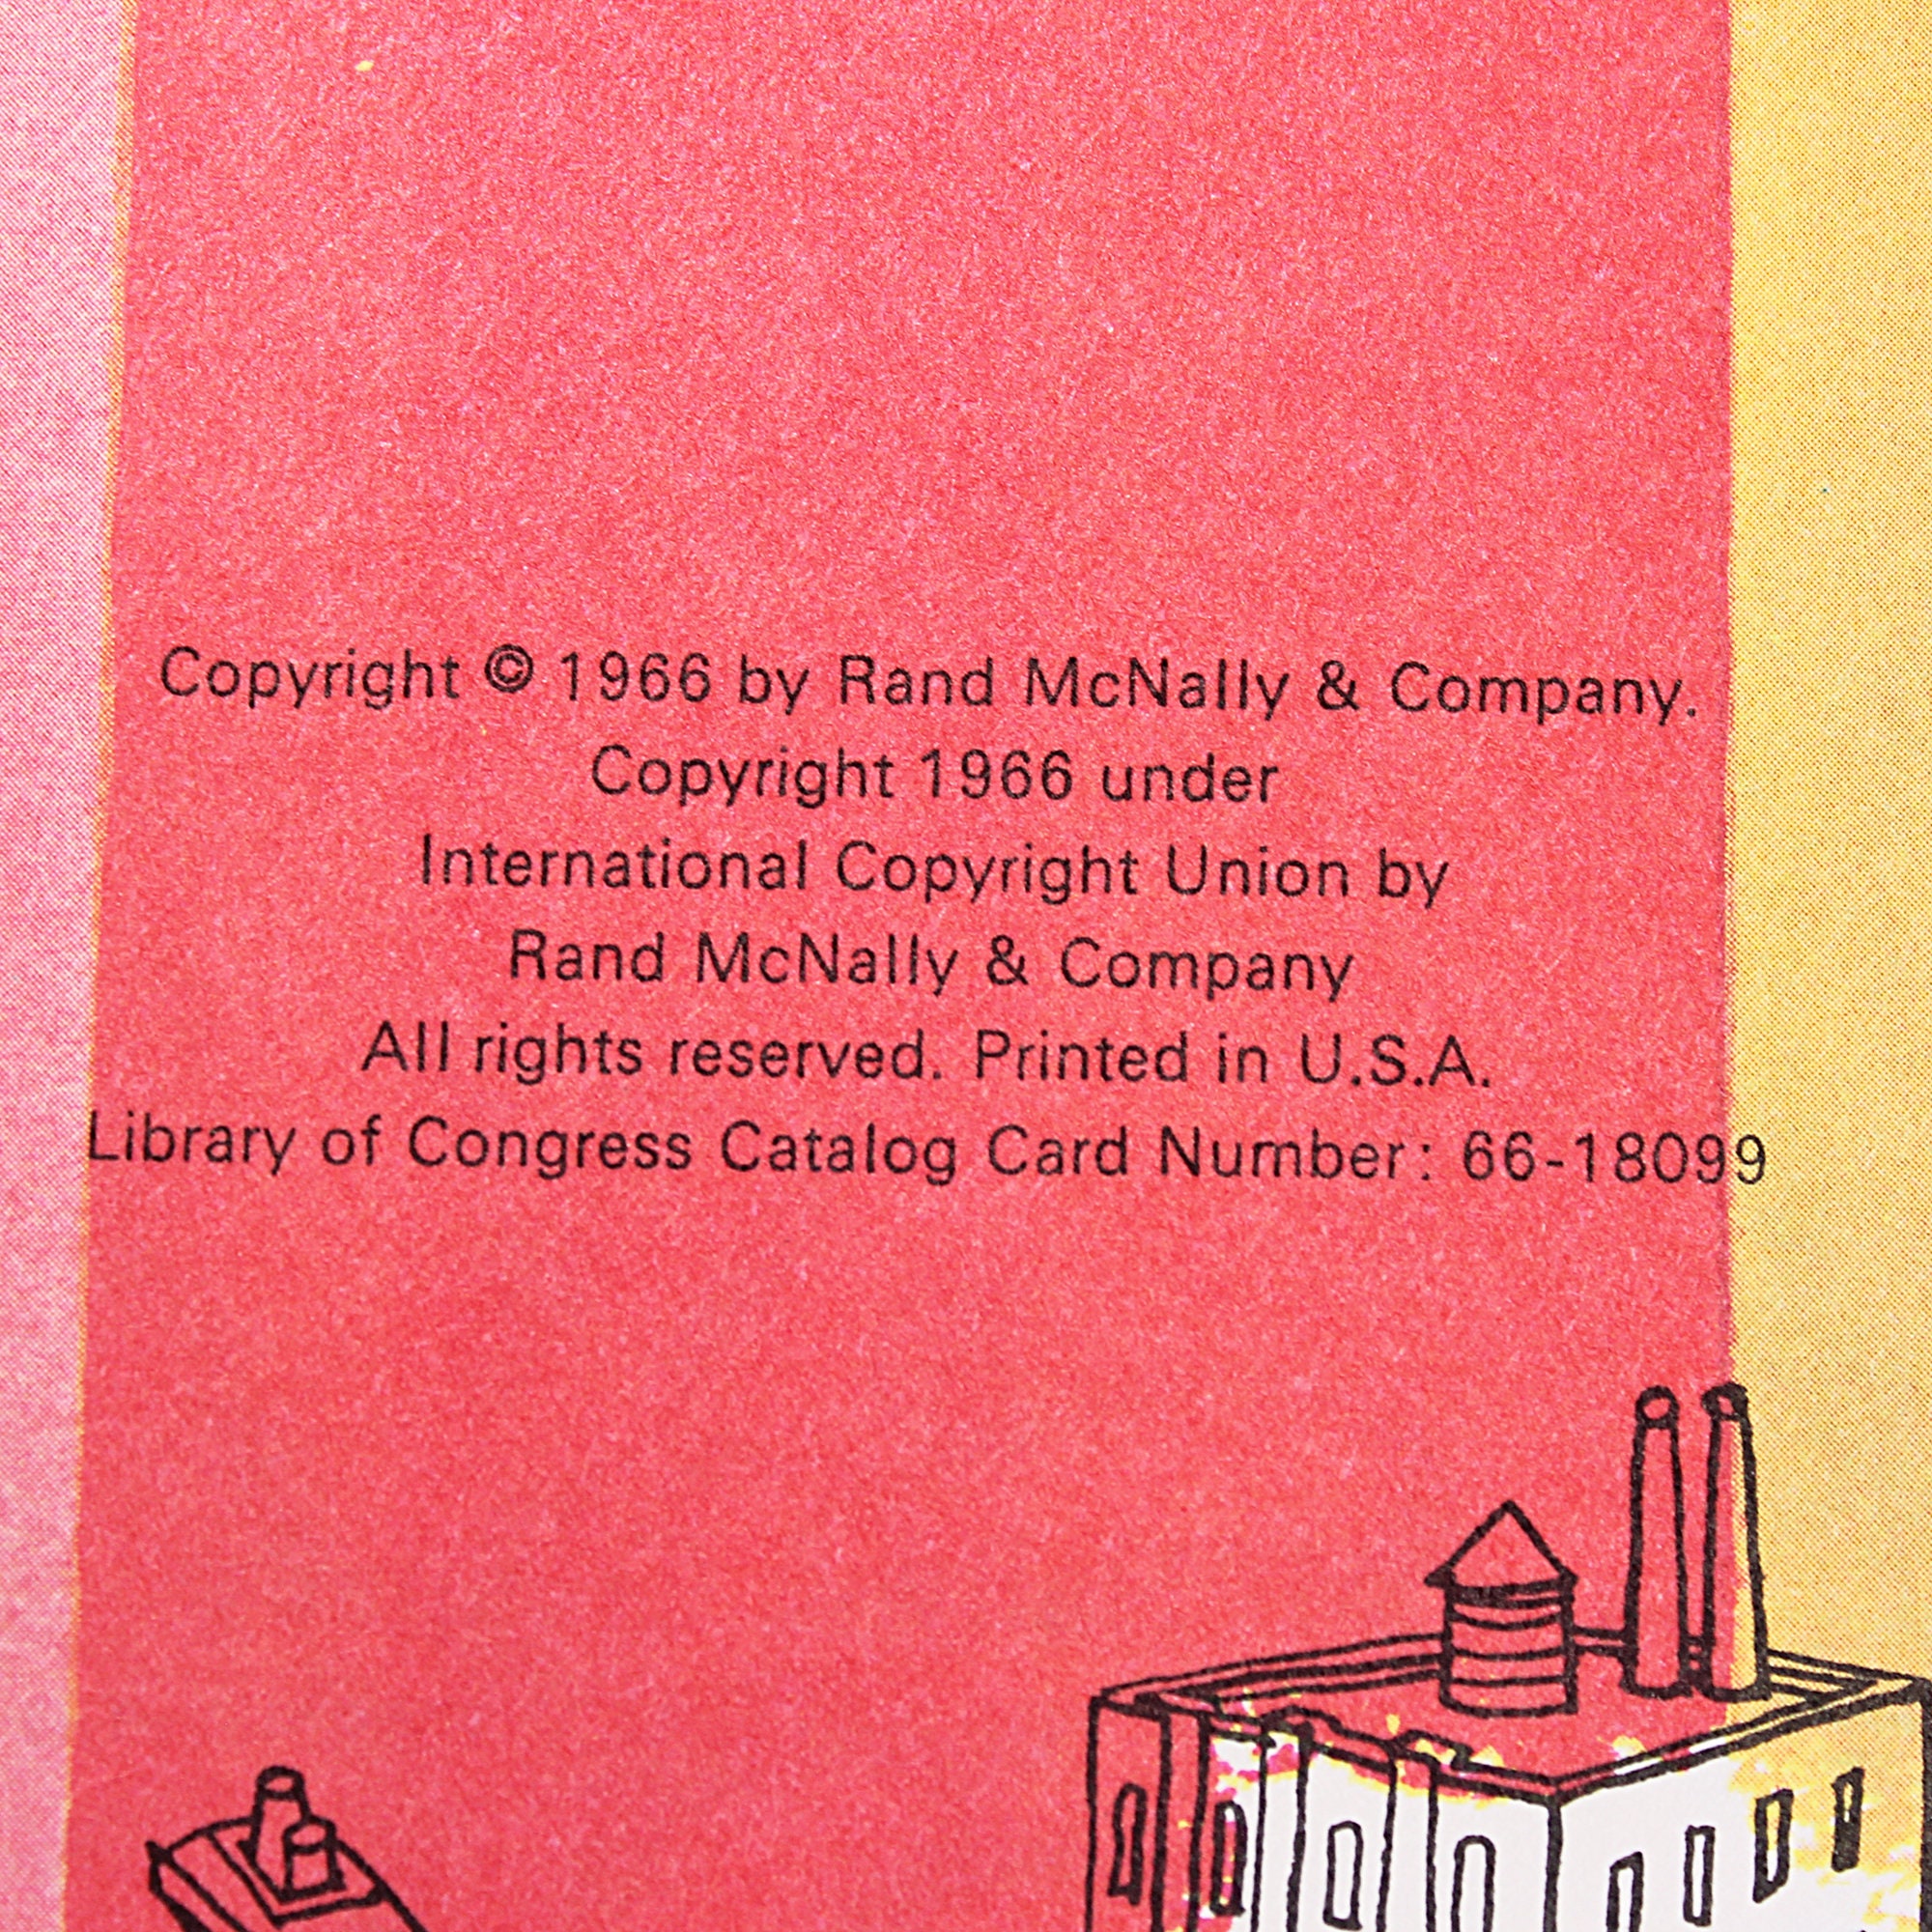 Copyright © 1966 by Rand McNally & Company.
Copyright 1966 under
International Copyright Union by
Rand McNally & Company
All rights reserved. Printed in U.S.A.
Library of Congress Catalog Card Number: 66-18099